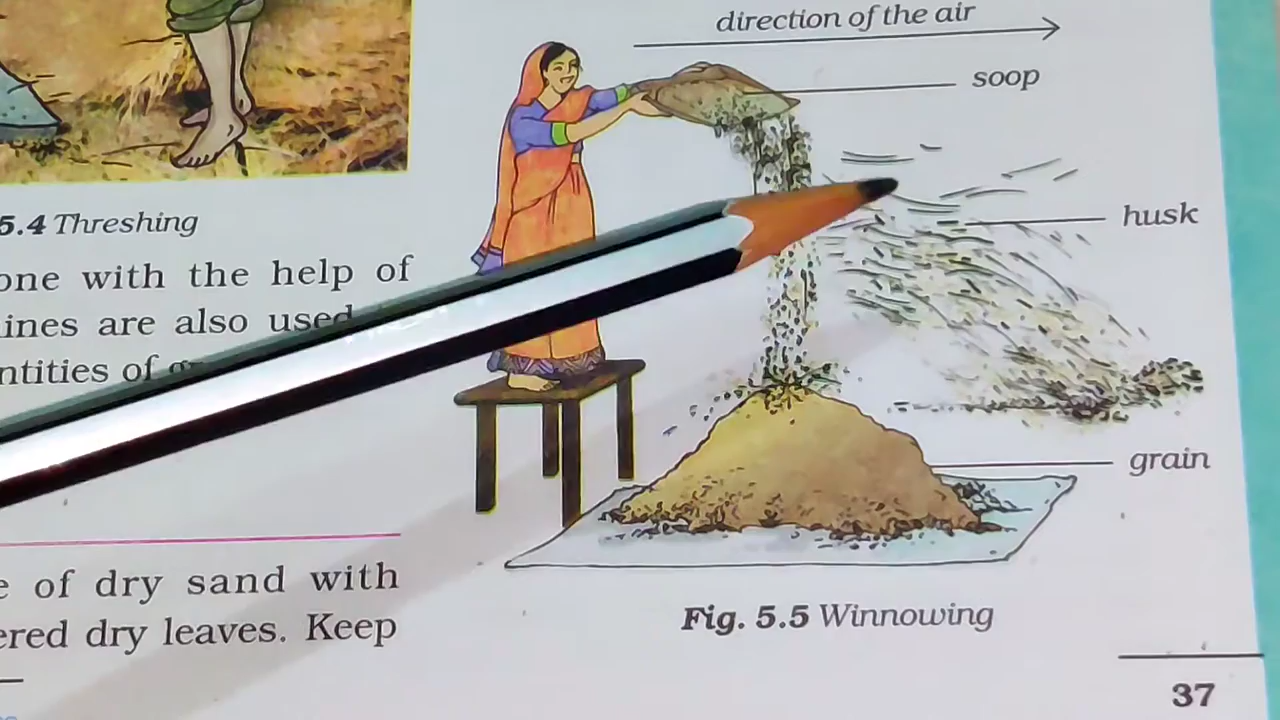 5.4 Threshing
one with the help of
ines are also used
ntities of
e of dry sand with
ered dry leaves. Keep
direction of the air
soop
husk
grain
Fig. 5.5 Winnowing
37